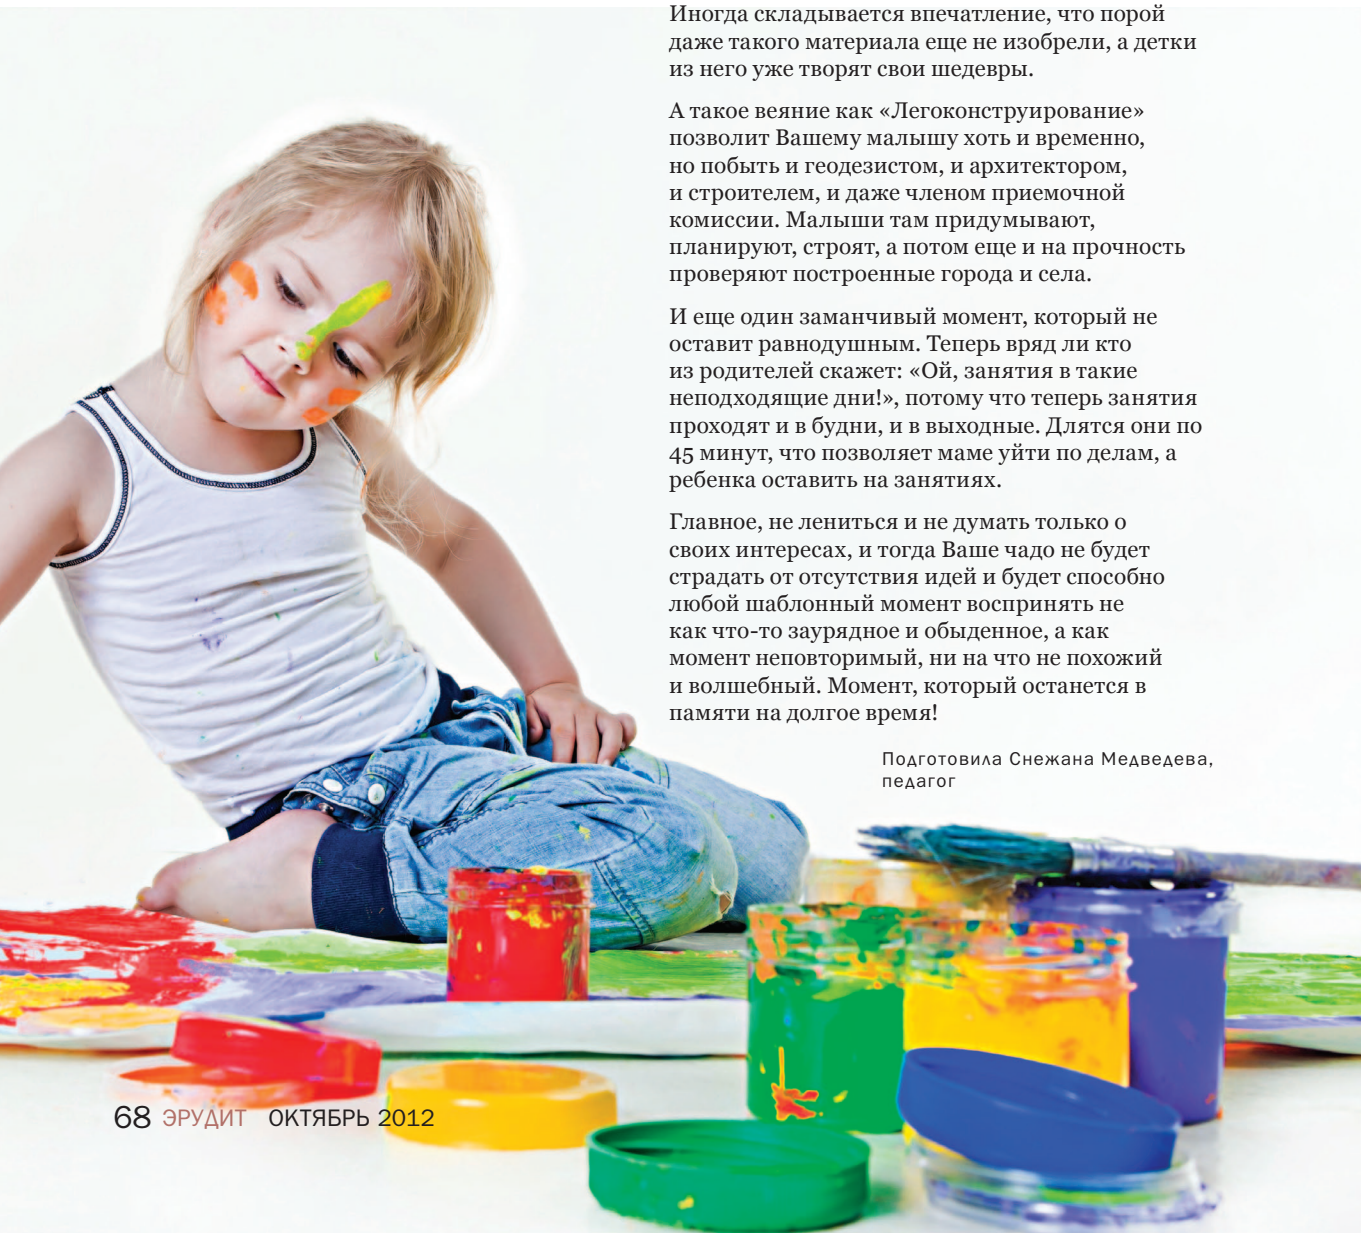 Иногда складывается впечатление, что порой
даже такого материала еще не изобрели, а детки
из него уже творят свои шедевры.
А такое веяние как «Легоконструирование»
позволит Вашему малышу хоть и временно,
но побыть и геодезистом, и архитектором,
и строителем, и даже членом приемочной
комиссии. Малыши там придумывают,
планируют, строят, а потом еще и на прочность
проверяют построенные города и села.
И еще один заманчивый момент, который не
оставит равнодушным. Теперь вряд ли кто
из родителей скажет: «Ой, занятия в такие
неподходящие дни!», потому что теперь занятия
проходят и в будни, и в выходные. Длятся они по
45 минут, что позволяет маме уйти по делам, а
ребенка оставить на занятиях.
Главное, не лениться и не думать только о
своих интересах, и тогда Ваше чадо не будет
страдать от отсутствия идей и будет способно
любой шаблонный момент воспринять не
как что-то заурядное и обыденное, а как
момент неповторимый, ни на что не похожий
и волшебный. Момент, который останется в
памяти на долгое время!
Подготовила Снежана Медведева,
педагог
68 ЭРУДИТ ОКТЯБРЬ 2012